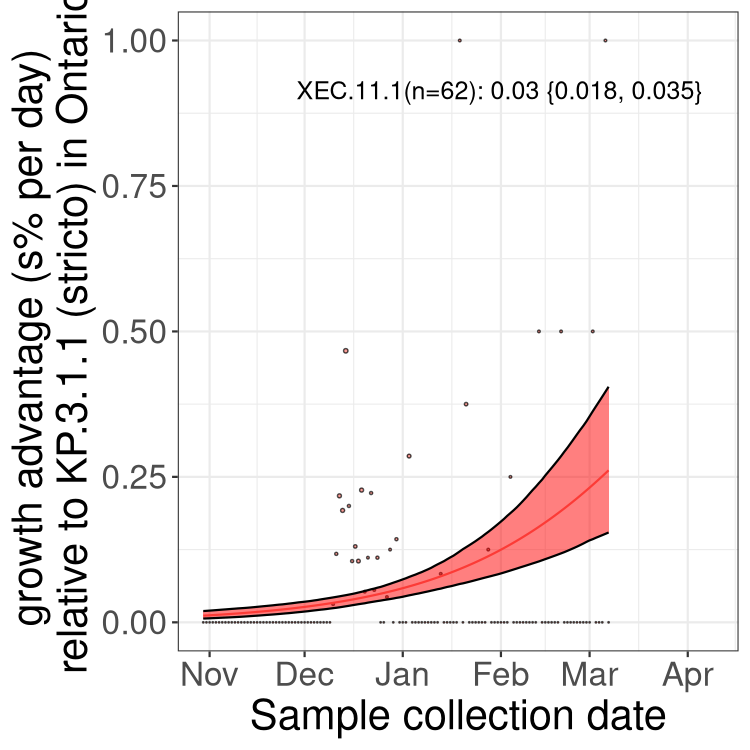 growth advantage (s% per day)
relative to KP.3.1.1 (stricto) in Ontario
1.00
XEC.11.1(n=62): 0.03 {0.018, 0.035}
0.75
0.50
0.25
0.00
Nov Dec Jan Feb Mar Apr
Sample collection date